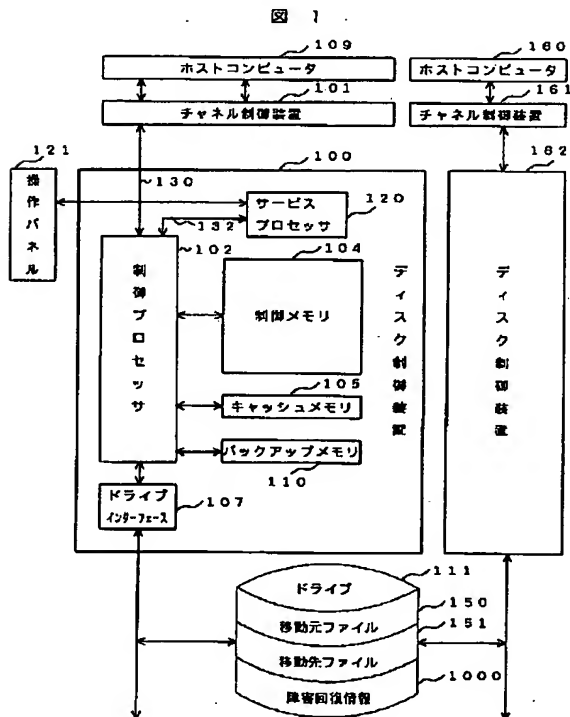 図 1
109
160
ホストコンピュータ
ホストコンピュータ
101
161
チャネル制御装置
チャネル制御装置
121
100
162
操作パネル
130
サービスプロセッサ
120
132
102
104
制御プロセッサ
制御メモリ
ディスク制御装置
ディスク制御装置
105
キャッシュメモリ
バックアップメモリ
110
ドライブインターフェース
107
111
ドライブ
150
移動元ファイル
151
移動先ファイル
1000
障害回復情報